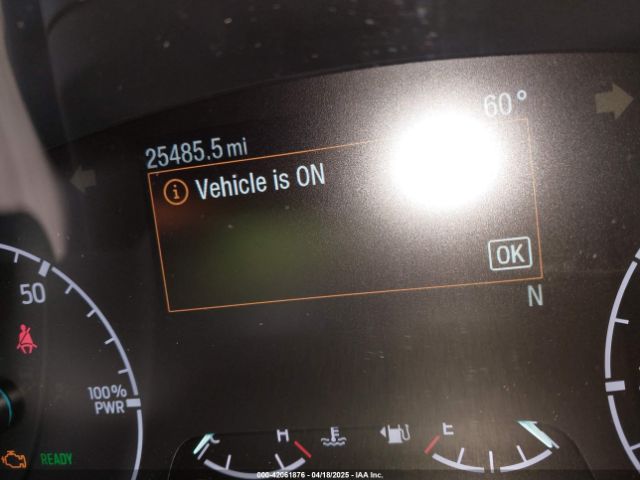 60°
25485.5 mi
Vehicle is ON
OK
N
50
100%
PWR
READY
C H
E F
000-42061876 - 04/18/2025 - IAA Inc.